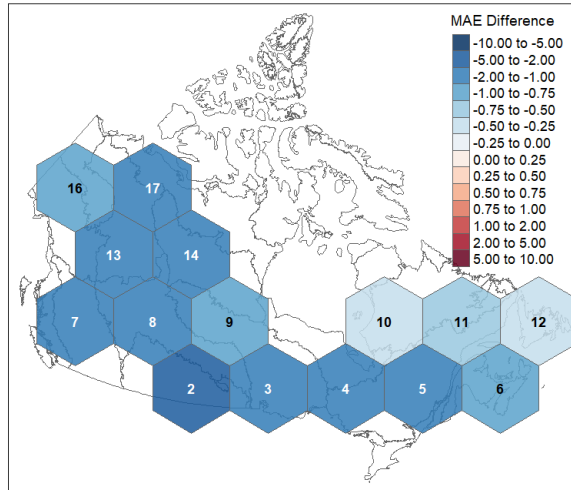 MAE Difference
-10.00 to -5.00
-5.00 to -2.00
-2.00 to -1.00
-1.00 to -0.75
-0.75 to -0.50
-0.50 to -0.25
-0.25 to 0.00
0.00 to 0.25
0.25 to 0.50
0.50 to 0.75
0.75 to 1.00
1.00 to 2.00
2.00 to 5.00
5.00 to 10.00
16 17
13 14
7 8 9 10 11 12
2 3 4 5 6